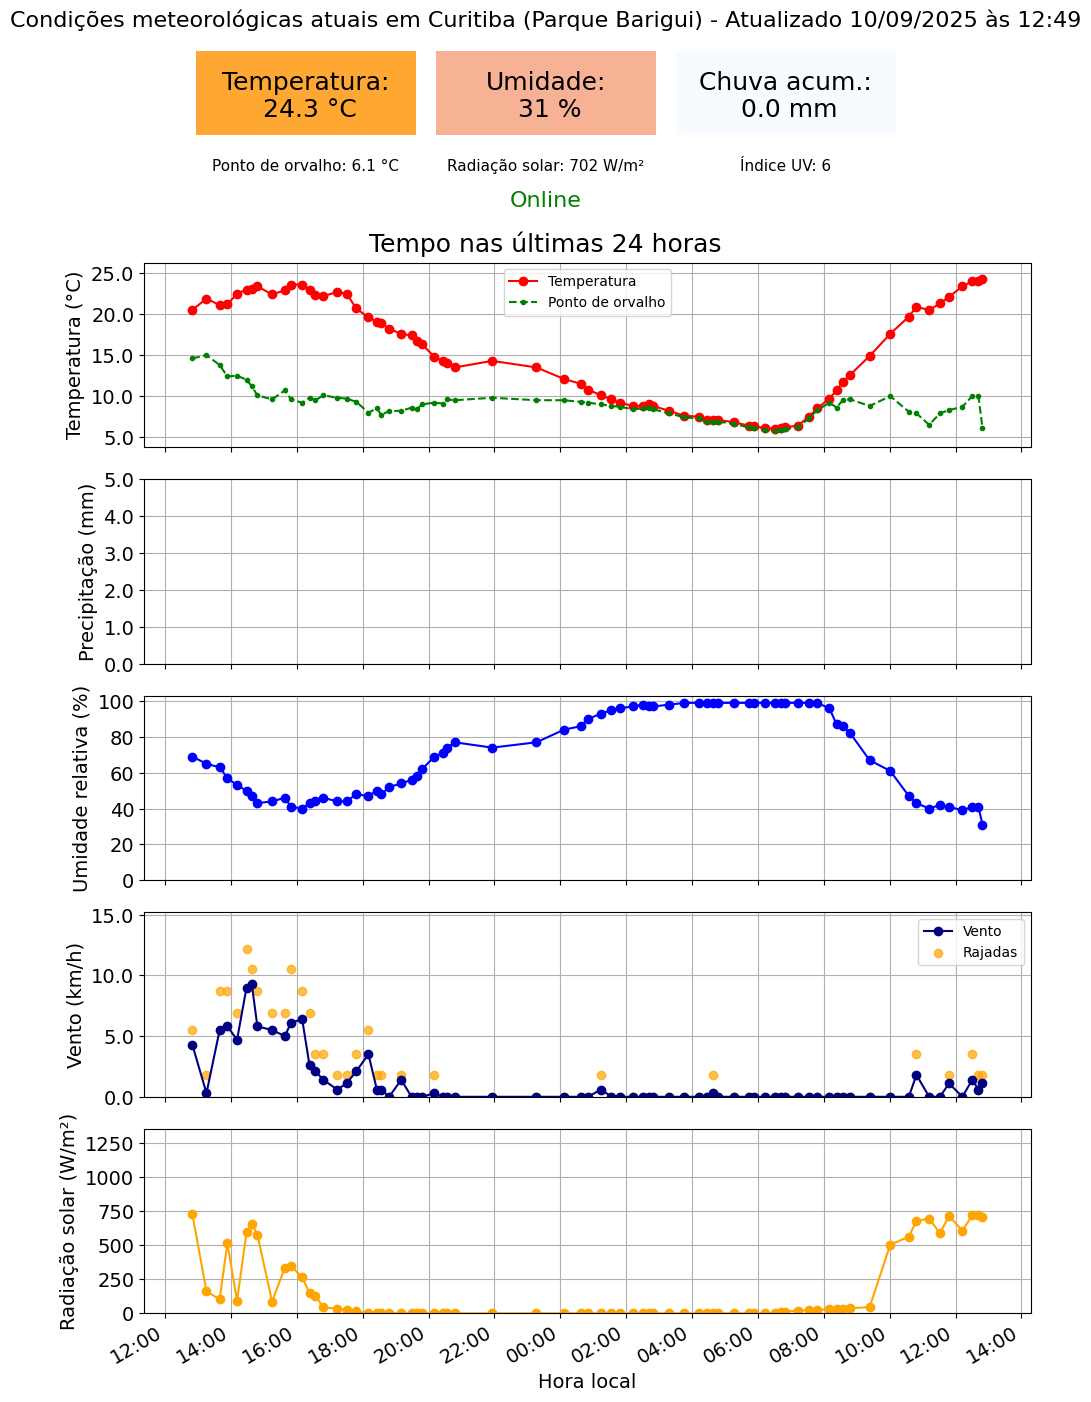 Condições meteorológicas atuais em Curitiba (Parque Barigui) - Atualizado 10/09/2025 às 12:49
Temperatura:
24.3 °C
Umidade:
31 %
Chuva acum.:
0.0 mm
Ponto de orvalho: 6.1 °C
Radiação solar: 702 W/m²
Índice UV: 6
Online
Tempo nas últimas 24 horas
Temperatura (°C)
25.0
20.0
15.0
10.0
5.0
Temperatura
Ponto de orvalho
Precipitação (mm)
5.0
4.0
3.0
2.0
1.0
0.0
Umidade relativa (%)
100
80
60
40
20
0
Vento (km/h)
15.0
10.0
5.0
0.0
Vento
Rajadas
Radiação solar (W/m²)
1250
1000
750
500
250
0
12:00 14:00 16:00 18:00 20:00 22:00 00:00 02:00 04:00 06:00 08:00 10:00 12:00 14:00
Hora local